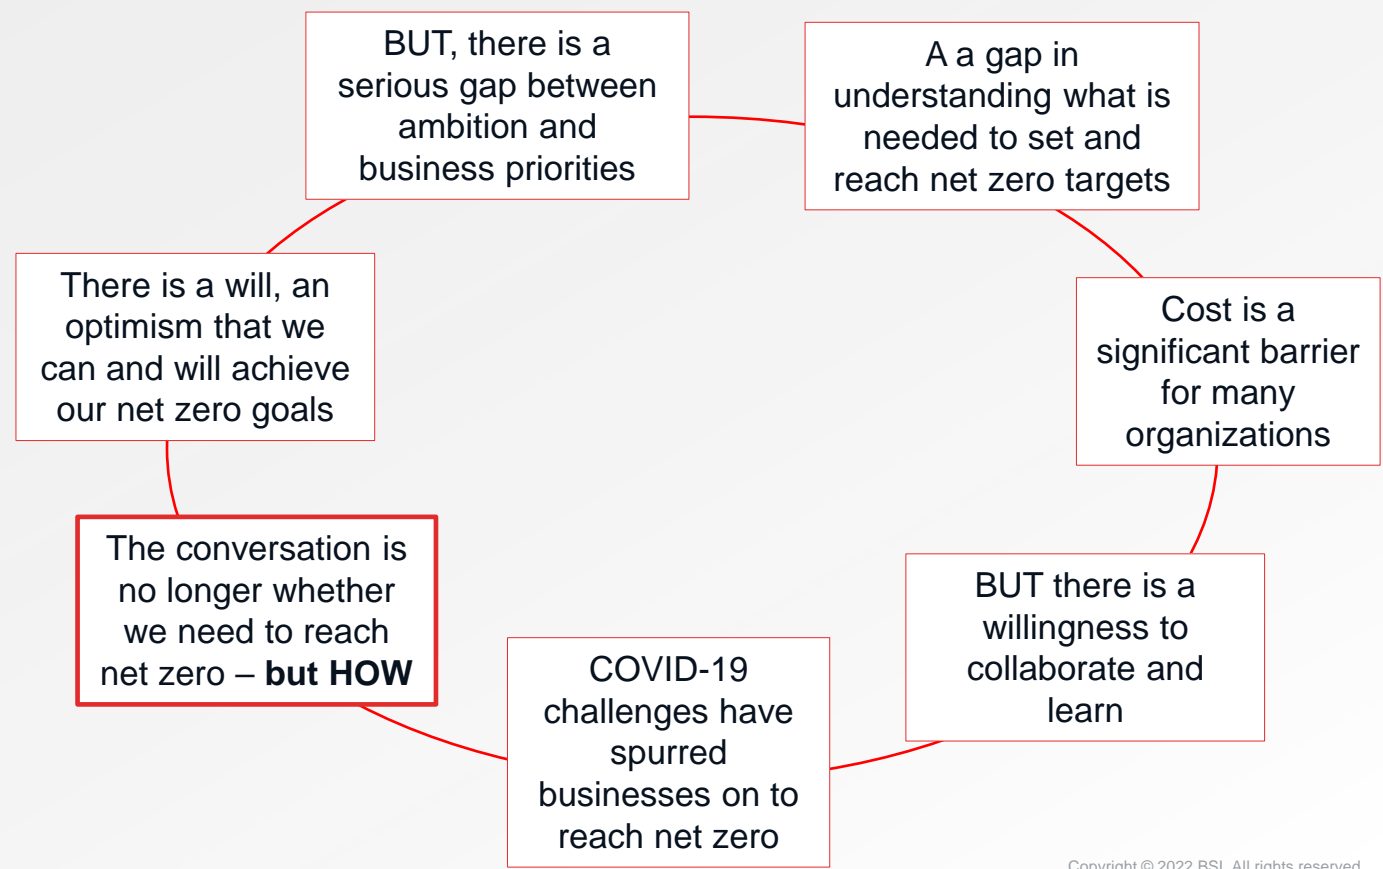 BUT, there is a
serious gap between
ambition and
business priorities
A a gap in
understanding what is
needed to set and
reach net zero targets
Cost is a
significant barrier
for many
organizations
BUT there is a
willingness to
collaborate and
learn
COVID-19
challenges have
spurred
businesses on to
reach net zero
The conversation is
no longer whether
we need to reach
net zero – but HOW
There is a will, an
optimism that we
can and will achieve
our net zero goals
Copyright © 2022 BSI. All rights reserved